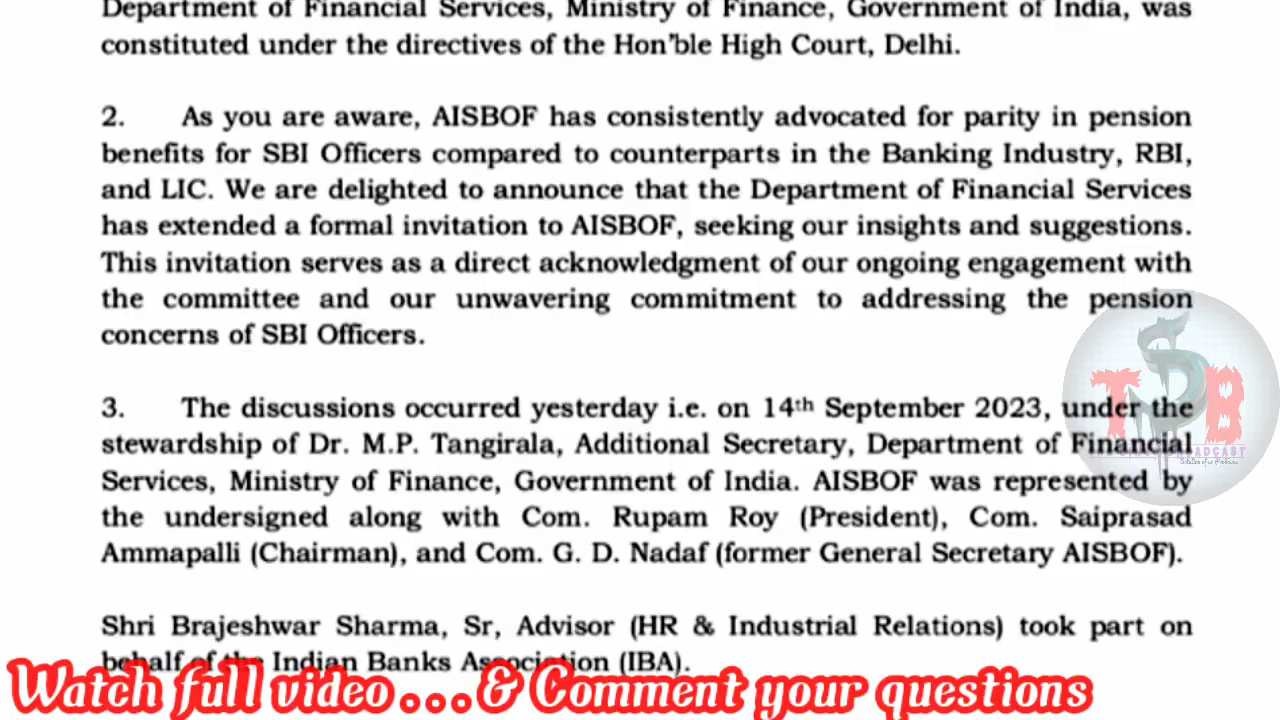 Department of Financial Services, Ministry of Finance, Government of India, was
constituted under the directives of the Hon'ble High Court, Delhi.
2. As you are aware, AISBOF has consistently advocated for parity in pension
benefits for SBI Officers compared to counterparts in the Banking Industry, RBI,
and LIC. We are delighted to announce that the Department of Financial Services
has extended a formal invitation to AISBOF, seeking our insights and suggestions.
This invitation serves as a direct acknowledgment of our ongoing engagement with
the committee and our unwavering commitment to addressing the pension
concerns of SBI Officers.
3. The discussions occurred yesterday i.e. on 14th September 2023, under the
stewardship of Dr. M.P. Tangirala, Additional Secretary, Department of Financial
Services, Ministry of Finance, Government of India. AISBOF was represented by
the undersigned along with Com. Rupam Roy (President), Com. Saiprasad
Ammapalli (Chairman), and Com. G. D. Nadaf (former General Secretary AISBOF).
Shri Brajeshwar Sharma, Sr, Advisor (HR & Industrial Relations) took part on
behalf of the Indian Banks Association (IBA).
Watch full video ...& Comment your questions
TPB